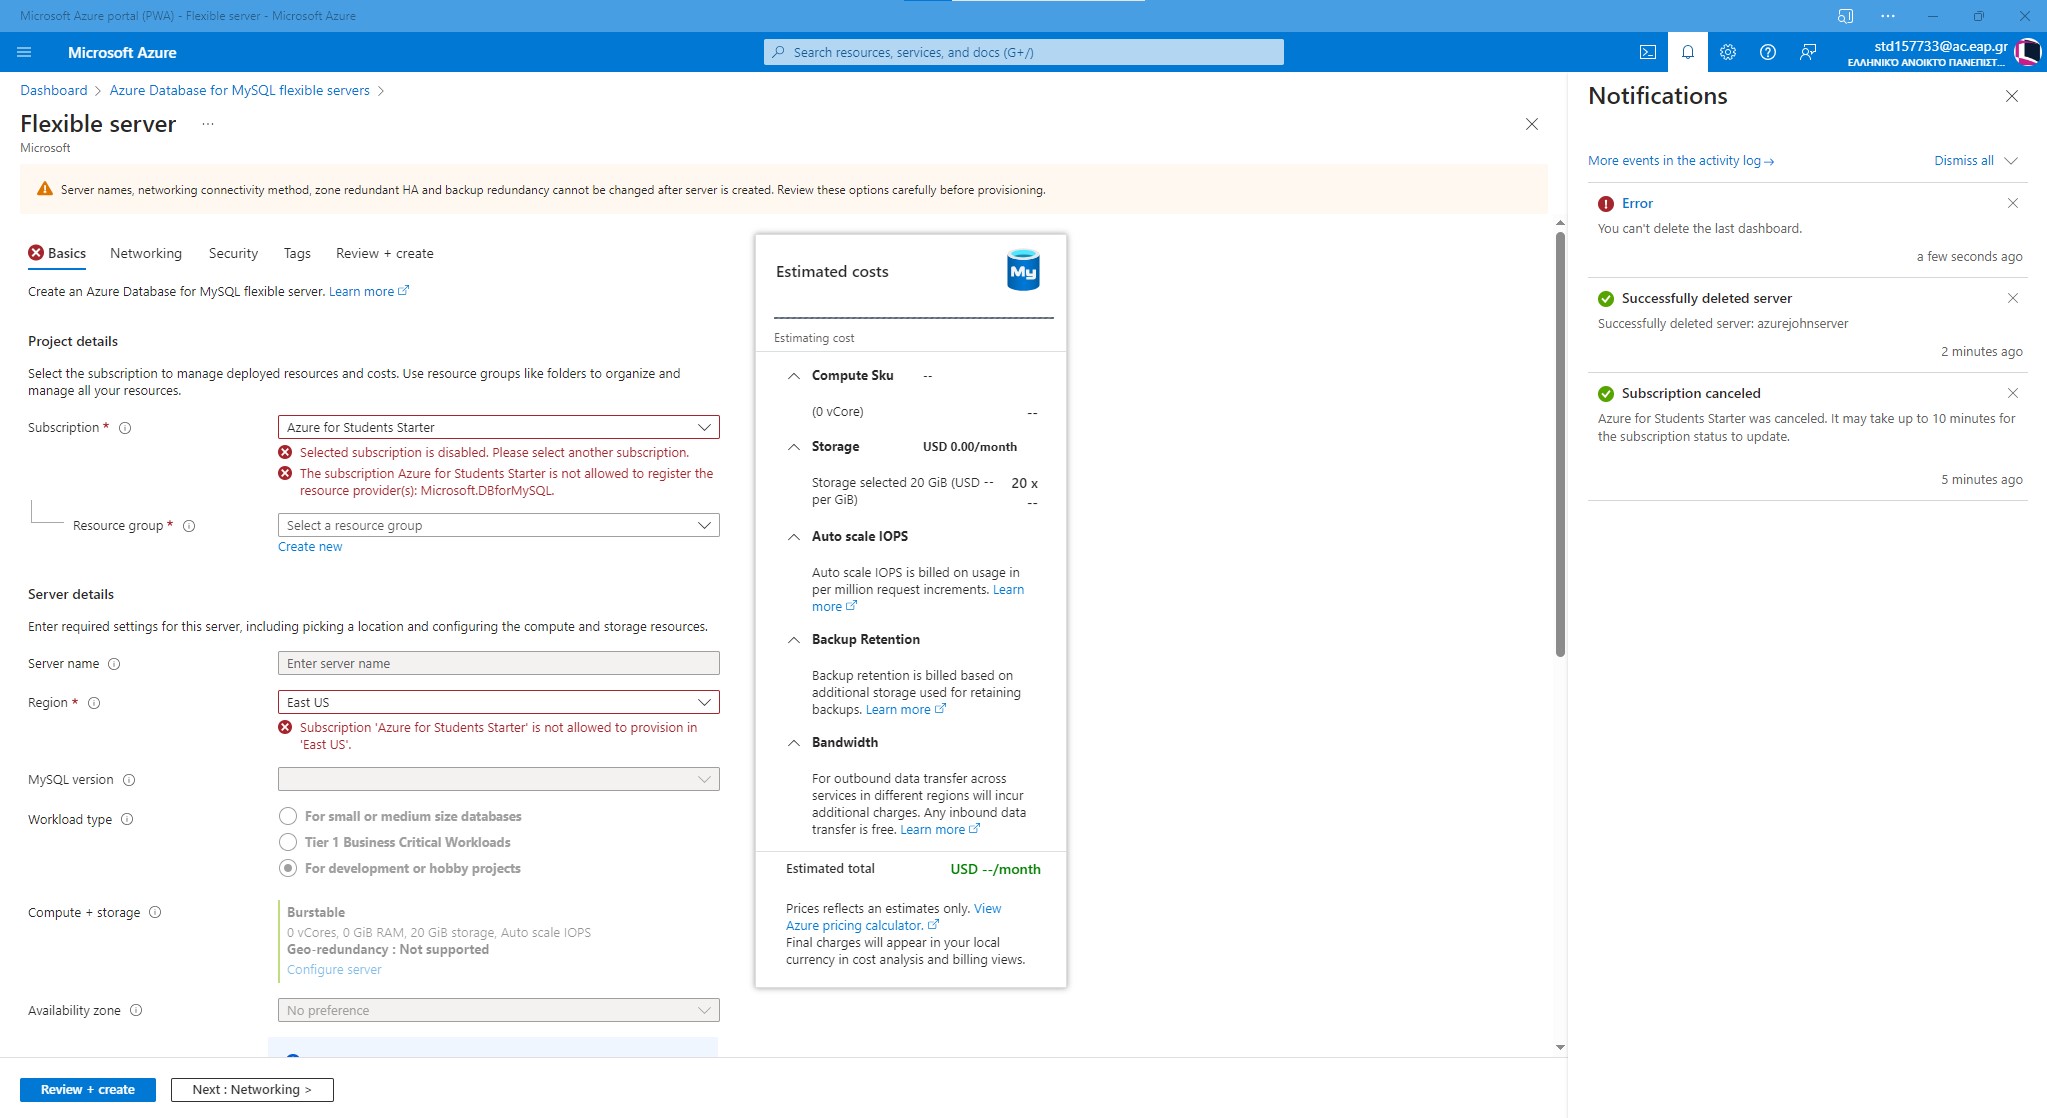 Microsoft Azure portal (PWA) - Flexible server - Microsoft Azure
Microsoft Azure
Search resources, services, and docs (G+/)
std157733@ac.eap.gr
ΕΛΛΗΝΙΚΌ ΑΝΟΙΚΤΌ ΠΑΝΕΠΙΣΤ...
Dashboard > Azure Database for MySQL flexible servers >
Flexible server ...
Microsoft
Server names, networking connectivity method, zone redundant HA and backup redundancy cannot be changed after server is created. Review these options carefully before provisioning.
Basics Networking Security Tags Review + create
Create an Azure Database for MySQL flexible server. Learn more
Project details
Select the subscription to manage deployed resources and costs. Use resource groups like folders to organize and
manage all your resources.
Subscription *
Azure for Students Starter
Selected subscription is disabled. Please select another subscription.
The subscription Azure for Students Starter is not allowed to register the
resource provider(s): Microsoft.DBforMySQL.
Resource group *
Select a resource group
Create new
Server details
Enter required settings for this server, including picking a location and configuring the compute and storage resources.
Server name
Enter server name
Region *
East US
Subscription 'Azure for Students Starter' is not allowed to provision in
'East US'.
MySQL version
Workload type
For small or medium size databases
Tier 1 Business Critical Workloads
For development or hobby projects
Compute + storage
Burstable
0 vCores, 0 GiB RAM, 20 GiB storage, Auto scale IOPS
Geo-redundancy : Not supported
Configure server
Availability zone
No preference
Review + create
Next : Networking >
Estimated costs
My
Estimating cost
Compute Sku --
(0 vCore) --
Storage USD 0.00/month
Storage selected 20 GiB (USD -- 20 x
per GiB) --
Auto scale IOPS
Auto scale IOPS is billed on usage in
per million request increments. Learn
more
Backup Retention
Backup retention is billed based on
additional storage used for retaining
backups. Learn more
Bandwidth
For outbound data transfer across
services in different regions will incur
additional charges. Any inbound data
transfer is free. Learn more
Estimated total USD --/month
Prices reflects an estimates only. View
Azure pricing calculator.
Final charges will appear in your local
currency in cost analysis and billing views.
Notifications
More events in the activity log →
Dismiss all
Error
You can't delete the last dashboard.
a few seconds ago
Successfully deleted server
Successfully deleted server: azurejohnserver
2 minutes ago
Subscription canceled
Azure for Students Starter was canceled. It may take up to 10 minutes for
the subscription status to update.
5 minutes ago